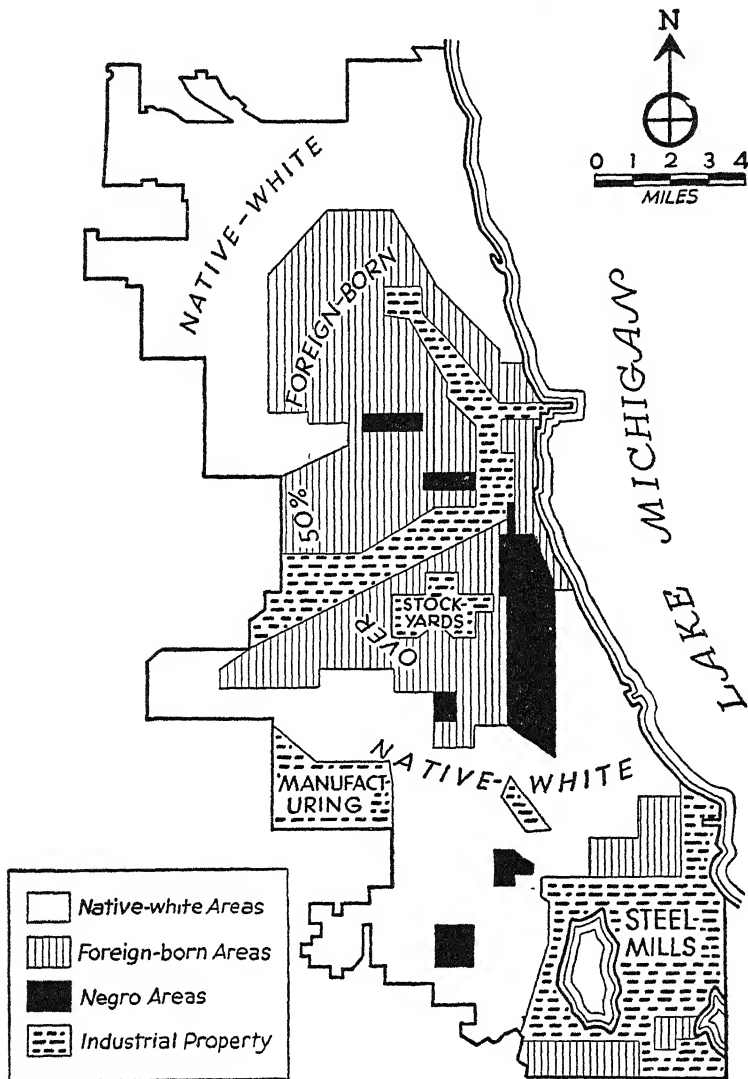 N
0 1 2 3 4
MILES
NATIVE-WHITE
FOREIGN-BORN
50%
OVER
LAKE MICHIGAN
STOCK-
YARDS
NATIVE-WHITE
MANUFACT-
URING
STEEL-
MILLS
Native-white Areas
Foreign-born Areas
Negro Areas
Industrial Property